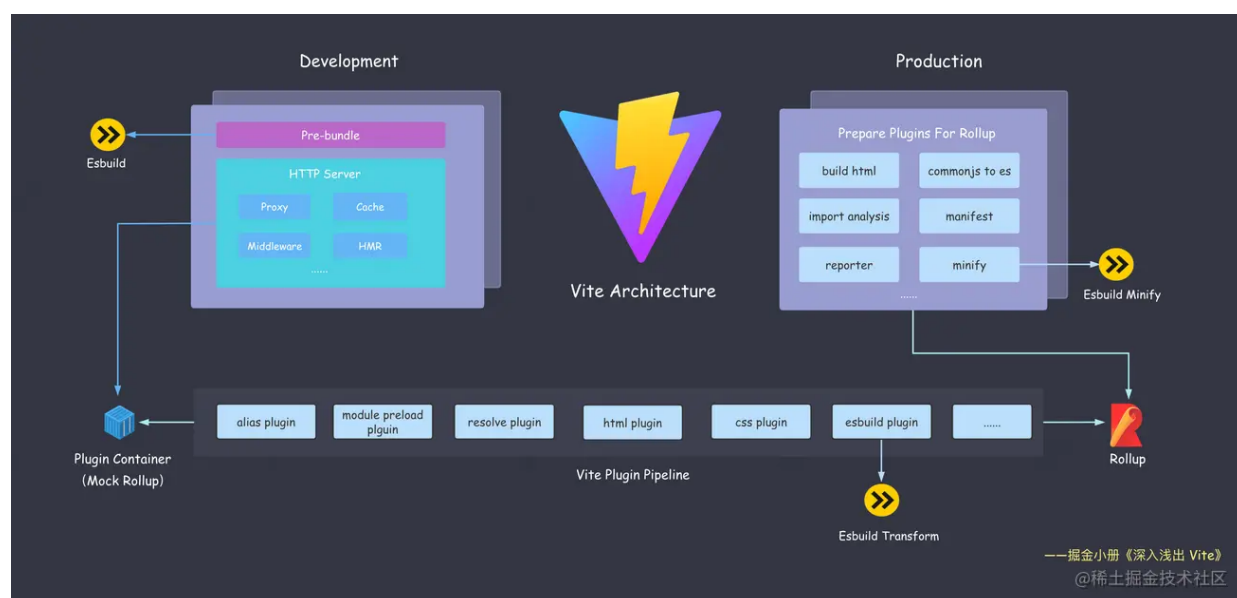 Development
Production
Esbuild
Pre-bundle
HTTP Server
Proxy
Cache
Middleware
HMR
......
Vite Architecture
Prepare Plugins For Rollup
build html
commonjs to es
import analysis
manifest
reporter
minify
......
Esbuild Minify
alias plugin
module preload
plguin
resolve plugin
html plugin
css plugin
esbuild plugin
......
Plugin Container
(Mock Rollup)
Vite Plugin Pipeline
Rollup
Esbuild Transform
——掘金小册《深入浅出 Vite》
@稀土掘金技术社区